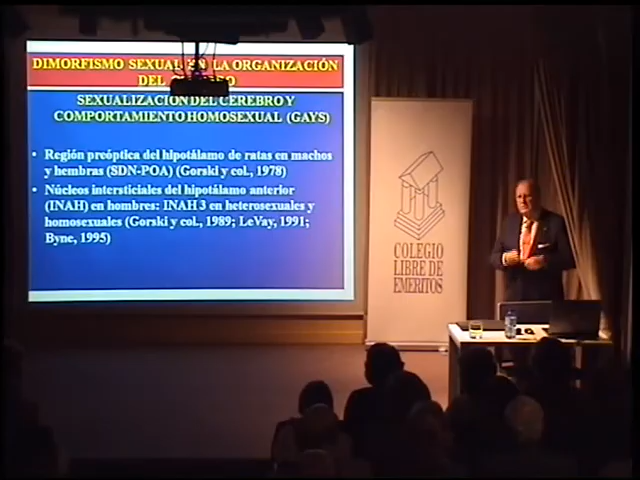 DIMORFISMO SEXUAL EN LA ORGANIZACIÓN
DEL
SEXUALIZACIÓN DEL CEREBRO Y
COMPORTAMIENTO HOMOSEXUAL (GAYS)
• Región preóptica del hipotálamo de ratas en machos
y hembras (SDN-POA) (Gorski y col., 1978)
• Núcleos intersticiales del hipotálamo anterior
(INAH) en hombres: INAH 3 en heterosexuales y
homosexuales (Gorski y col., 1989; LeVay, 1991;
Byne, 1995)
COLEGIO
LIBRE DE
EMERITOS